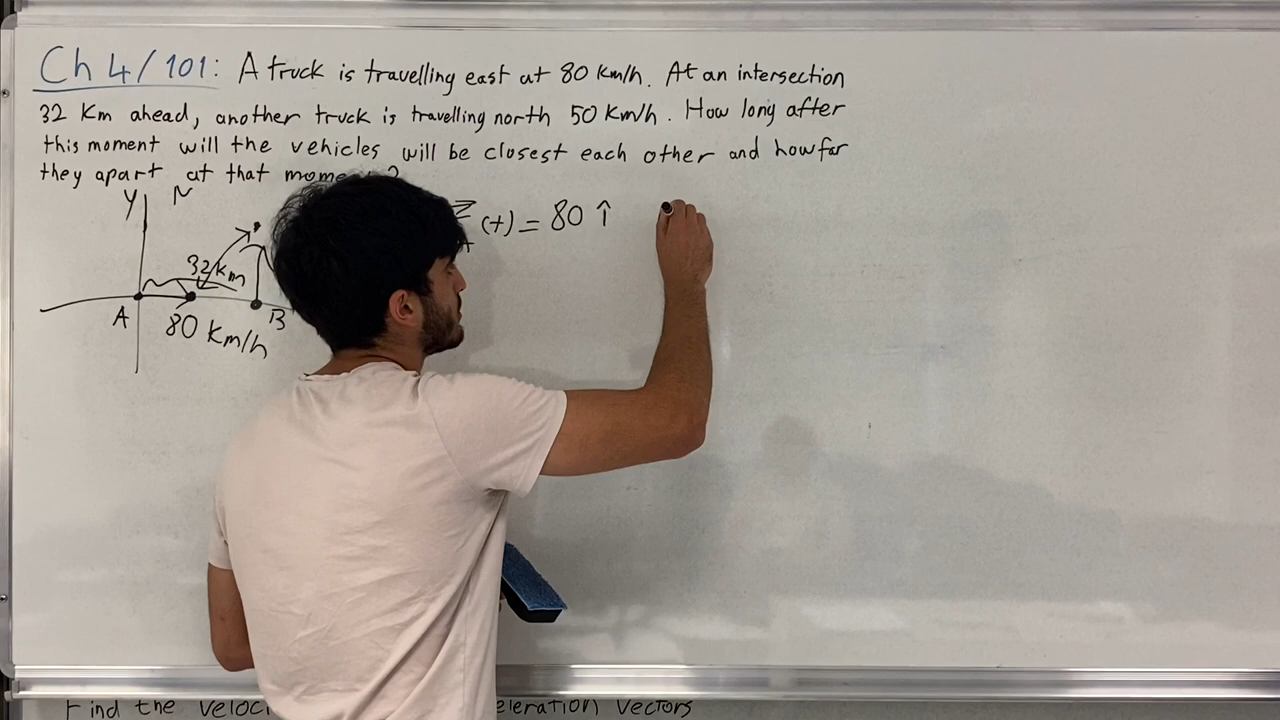 Ch 4/101: A truck is travelling east at 80 km/h. At an intersection
32 km ahead, another truck is travelling north 50 km/h. How long after
this moment will the vehicles will be closest each other and how far
they apart at that
y N
(t) = 80 î
32 km
A
B
80 km/h
Find the
vectors